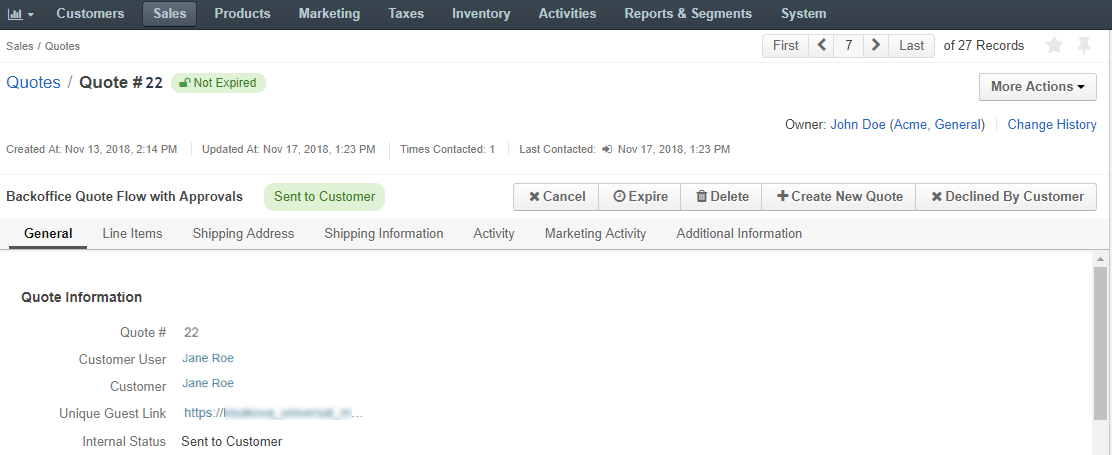 Customers Sales Products Marketing Taxes Inventory Activities Reports & Segments System
Sales / Quotes First 7 Last of 27 Records
Quotes / Quote # 22 Not Expired More Actions
Owner: John Doe (Acme, General) Change History
Created At: Nov 13, 2018, 2:14 PM Updated At: Nov 17, 2018, 1:23 PM Times Contacted: 1 Last Contacted: Nov 17, 2018, 1:23 PM
Backoffice Quote Flow with Approvals Sent to Customer Cancel Expire Delete Create New Quote Declined By Customer
General Line Items Shipping Address Shipping Information Activity Marketing Activity Additional Information
Quote Information
Quote # 22
Customer User Jane Roe
Customer Jane Roe
Unique Guest Link https://
Internal Status Sent to Customer